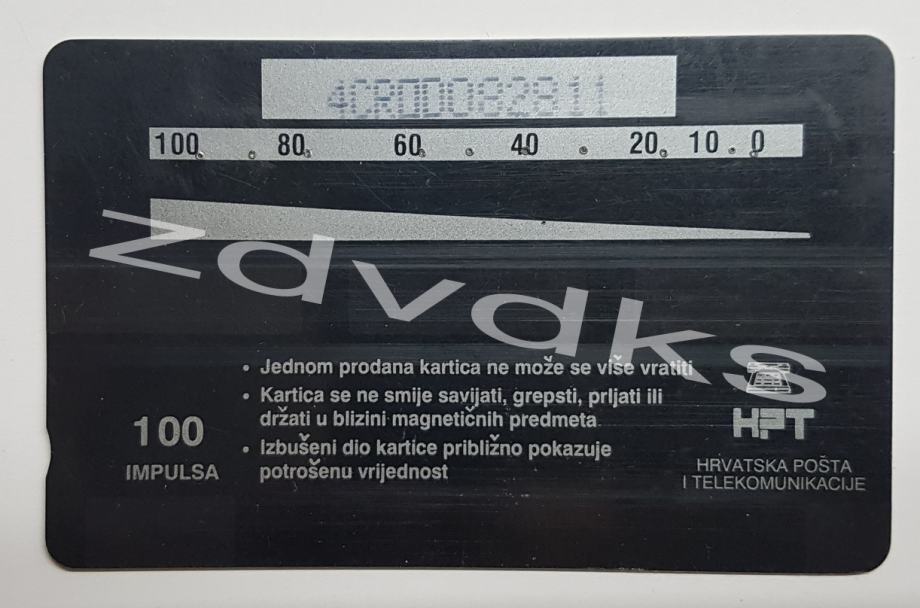 4CROD082811
100 80 60 40 20 10 0
zdvdks
• Jednom prodana kartica ne može se više vratiti
• Kartica se ne smije savijati, grepsti, prljati ili
držati u blizini magnetičnih predmeta
• Izbušeni dio kartice približno pokazuje
potrošenu vrijednost
100
IMPULSA
HPT
HRVATSKA POŠTA
I TELEKOMUNIKACIJE